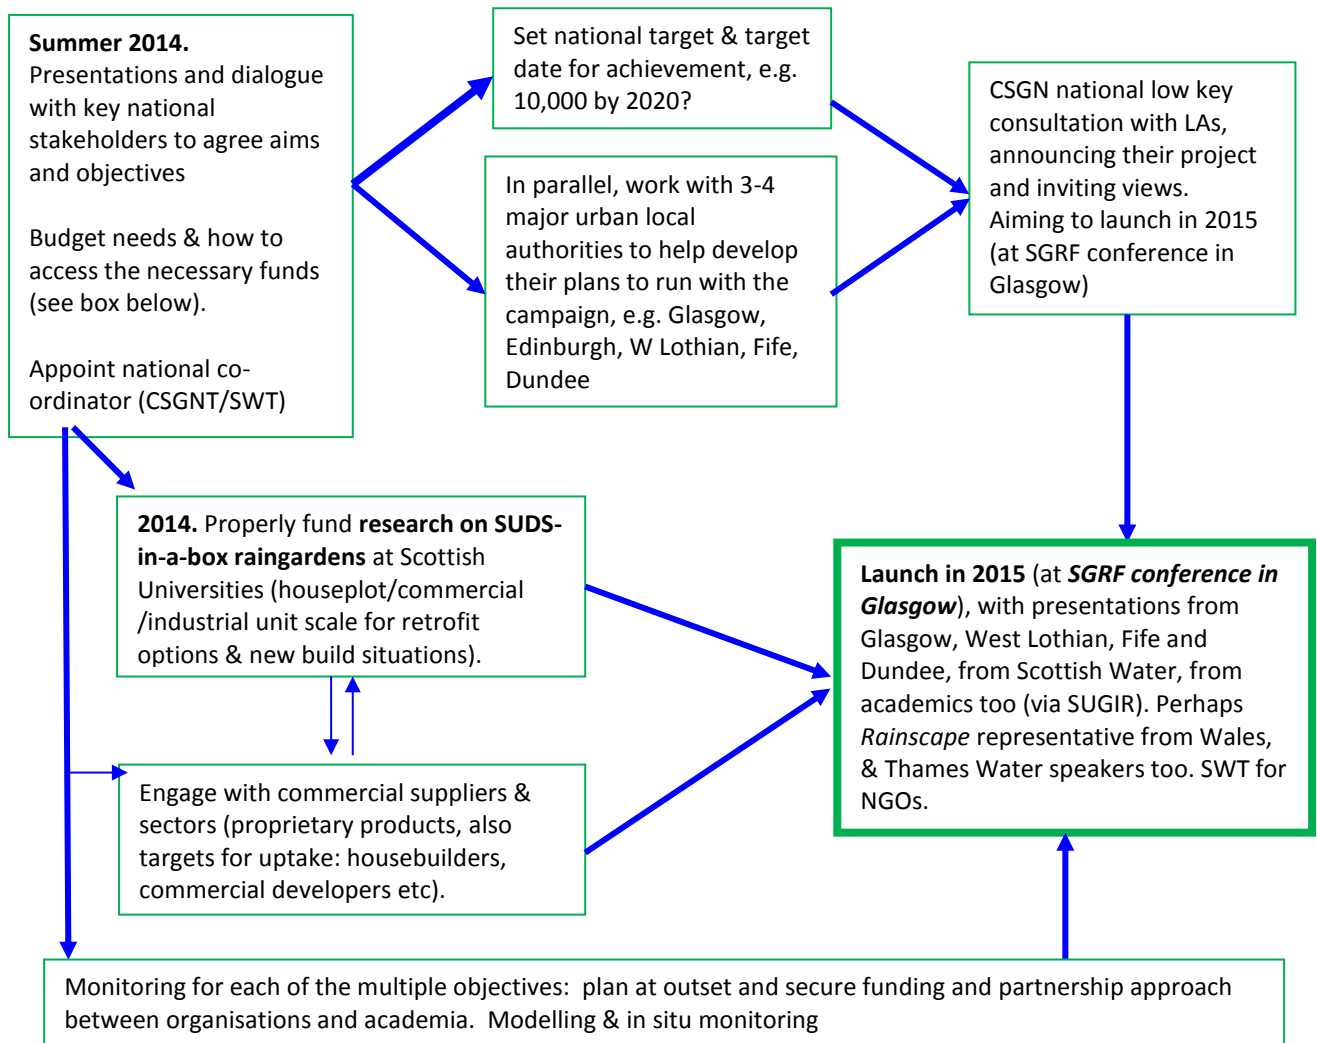 Summer 2014.
Presentations and dialogue
with key national
stakeholders to agree aims
and objectives
Budget needs & how to
access the necessary funds
(see box below).
Appoint national co-
ordinator (CSGNT/SWT)
Set national target & target
date for achievement, e.g.
10,000 by 2020?
In parallel, work with 3-4
major urban local
authorities to help develop
their plans to run with the
campaign, e.g. Glasgow,
Edinburgh, W Lothian, Fife,
Dundee
CSGN national low key
consultation with LAs,
announcing their project
and inviting views.
Aiming to launch in 2015
(at SGRF conference in
Glasgow)
2014. Properly fund research on SUDS-
in-a-box raingardens at Scottish
Universities (houseplot/commercial
/industrial unit scale for retrofit
options & new build situations).
Engage with commercial suppliers &
sectors (proprietary products, also
targets for uptake: housebuilders,
commercial developers etc).
Launch in 2015 (at SGRF conference in
Glasgow), with presentations from
Glasgow, West Lothian, Fife and
Dundee, from Scottish Water, from
academics too (via SUGIR). Perhaps
Rainscape representative from Wales,
& Thames Water speakers too. SWT for
NGOs.
Monitoring for each of the multiple objectives:  plan at outset and secure funding and partnership approach
between organisations and academia.  Modelling & in situ monitoring